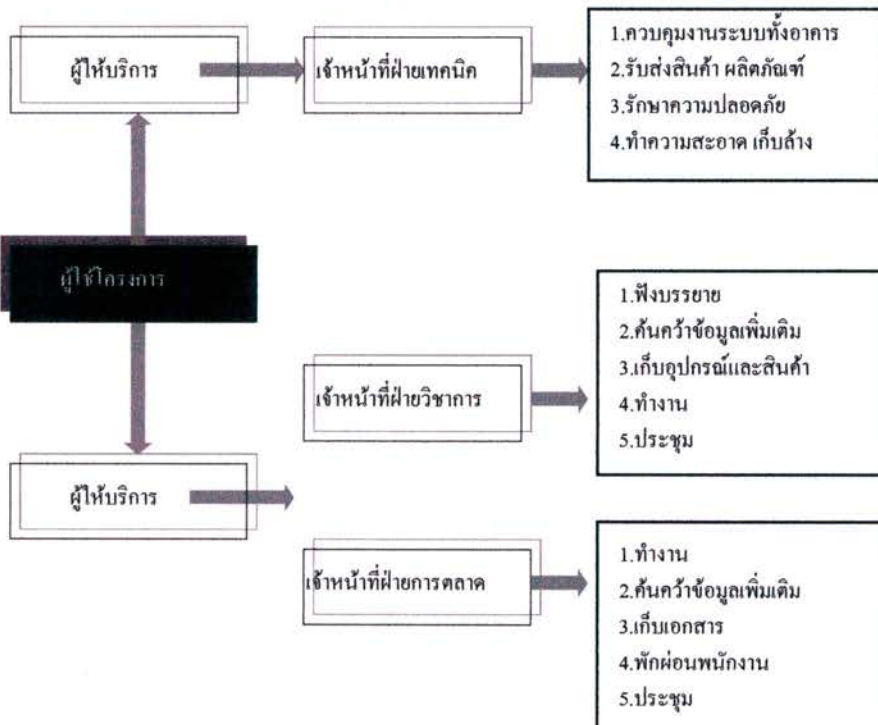 ผู้ให้บริการ
เจ้าหน้าที่ฝ่ายเทคนิค
1.ควบคุมงานระบบทั้งอาคาร
2.รับส่งสินค้า ผลิตภัณฑ์
3.รักษาความปลอดภัย
4.ทำความสะอาด เก็บล้าง
ผู้ใช้โครงการ
เจ้าหน้าที่ฝ่ายวิชาการ
1.ฟังบรรยาย
2.ค้นคว้าข้อมูลเพิ่มเติม
3.เก็บอุปกรณ์และสินค้า
4.ทำงาน
5.ประชุม
ผู้ให้บริการ
เจ้าหน้าที่ฝ่ายการตลาด
1.ทำงาน
2.ค้นคว้าข้อมูลเพิ่มเติม
3.เก็บเอกสาร
4.พักผ่อนพนักงาน
5.ประชุม